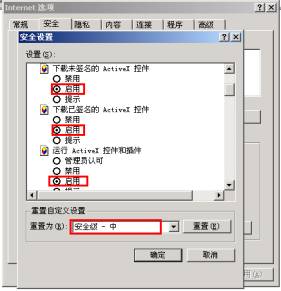 Internet 选项
常规 安全 隐私 内容 连接 程序 高级
安全设置
设置(S):
下载未签名的 ActiveX 控件
禁用
启用
提示
下载已签名的 ActiveX 控件
禁用
启用
提示
运行 ActiveX 控件和插件
管理员认可
禁用
启用
重置自定义设置
重置为(R): 安全级 - 中 重置(E)
确定 取消
用(A)